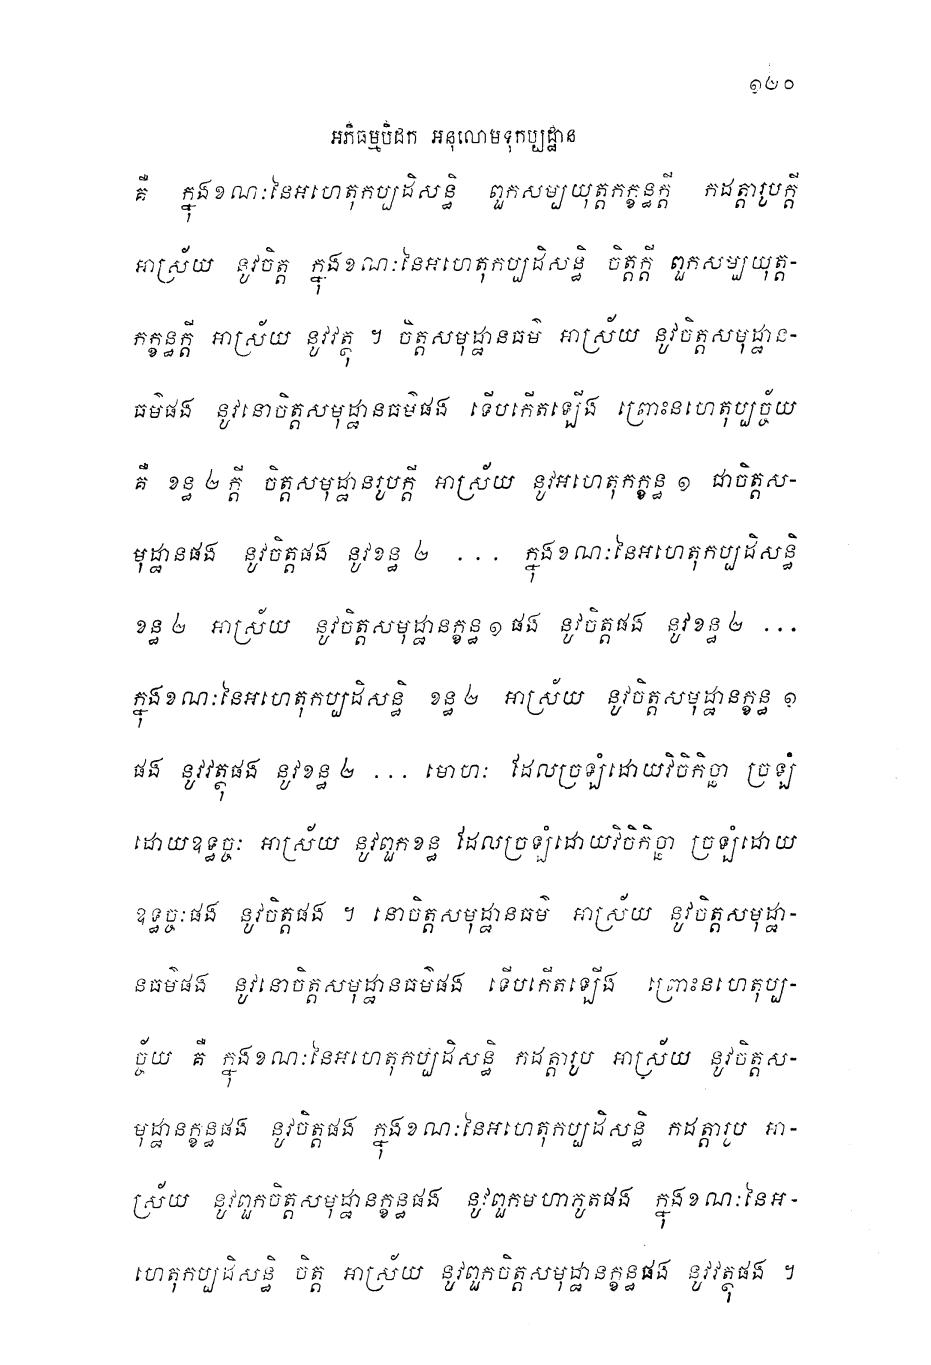 ១២០
អភិធម្មបិដក អនុលោមទុកប្បដ្ឋាន
គឺ ក្នុងខណៈនៃអហេតុកប្បដិសន្ធិ ពួកសម្បយុត្តកក្ខន្ធក្តី កដត្តារូបក្តី
អាស្រ័យ នូវចិត្ត ក្នុងខណៈនៃអហេតុកប្បដិសន្ធិ ចិត្តក្តី ពួកសម្បយុត្ត-
កក្ខន្ធក្តី អាស្រ័យ នូវវត្ថុ ។ ចិត្តសមុដ្ឋានធម៌ អាស្រ័យ នូវចិត្តសមុដ្ឋាន-
ធម៌ផង នូវនោចិត្តសមុដ្ឋានធម៌ផង ទើបកើតឡើង ព្រោះនហេតុប្បច្ច័យ
គឺ ខន្ធ ២ ក្តី ចិត្តសមុដ្ឋានរូបក្តី អាស្រ័យ នូវអហេតុកក្ខន្ធ ១ ជាចិត្តស-
មុដ្ឋានផង នូវចិត្តផង នូវខន្ធ ២ ... ក្នុងខណៈនៃអហេតុកប្បដិសន្ធិ
ខន្ធ ២ អាស្រ័យ នូវចិត្តសមុដ្ឋានក្ខន្ធ ១ ផង នូវចិត្តផង នូវខន្ធ ២ ...
ក្នុងខណៈនៃអហេតុកប្បដិសន្ធិ ខន្ធ ២ អាស្រ័យ នូវចិត្តសមុដ្ឋានក្ខន្ធ ១
ផង នូវវត្ថុផង នូវខន្ធ ២ ... មោហៈ ដែលច្រឡំដោយវិចិកិច្ឆា ច្រឡំ
ដោយឧទ្ធច្ចៈ អាស្រ័យ នូវពួកខន្ធ ដែលច្រឡំដោយវិចិកិច្ឆា ច្រឡំដោយ
ឧទ្ធច្ចៈផង នូវចិត្តផង ។ នោចិត្តសមុដ្ឋានធម៌ អាស្រ័យ នូវចិត្តសមុដ្ឋា-
នធម៌ផង នូវនោចិត្តសមុដ្ឋានធម៌ផង ទើបកើតឡើង ព្រោះនហេតុប្ប-
ច្ច័យ គឺ ក្នុងខណៈនៃអហេតុកប្បដិសន្ធិ កដត្តារូប អាស្រ័យ នូវចិត្តស-
មុដ្ឋានក្ខន្ធផង នូវចិត្តផង ក្នុងខណៈនៃអហេតុកប្បដិសន្ធិ កដត្តារូប អា-
ស្រ័យ នូវពួកចិត្តសមុដ្ឋានក្ខន្ធផង នូវពួកមហាភូតផង ក្នុងខណៈនៃអ-
ហេតុកប្បដិសន្ធិ ចិត្ត អាស្រ័យ នូវពួកចិត្តសមុដ្ឋានក្ខន្ធផង នូវវត្ថុផង ។